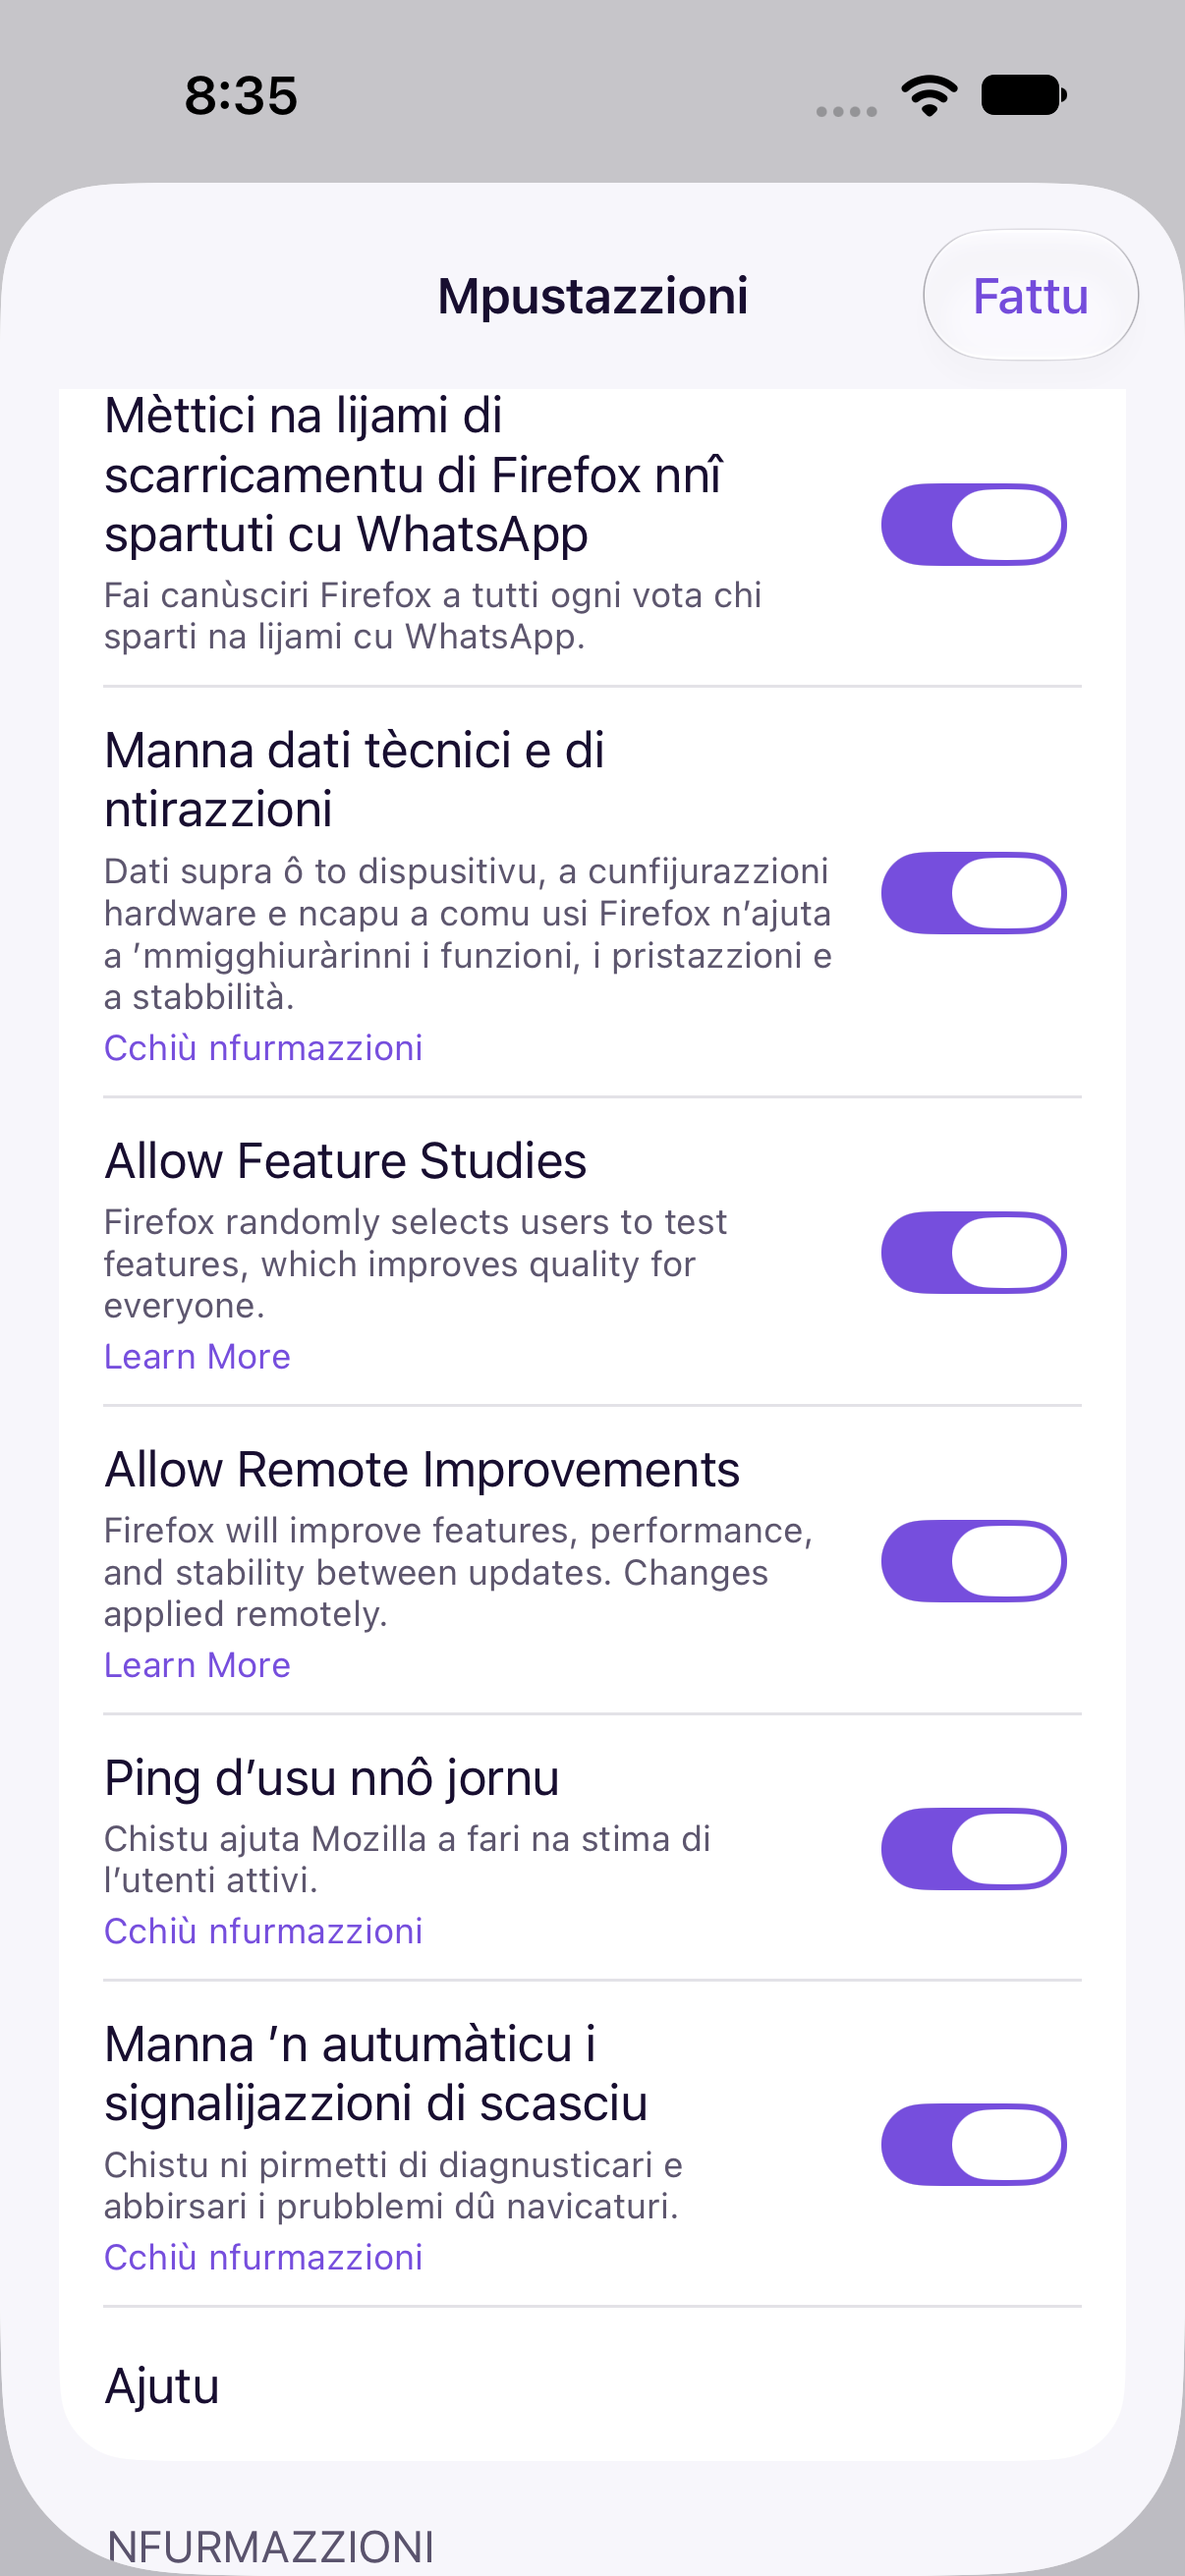 8:35
Mpustazzioni
Fattu
Mèttici na lijami di
scarricamentu di Firefox nnî
spartuti cu WhatsApp
Fai canùsciri Firefox a tutti ogni vota chi
sparti na lijami cu WhatsApp.
Manna dati tècnici e di
ntirazzioni
Dati supra ô to dispusitivu, a cunfijurazzioni
hardware e ncapu a comu usi Firefox n’ajuta
a ’mmigghiuràrinni i funzioni, i pristazzioni e
a stabbilità.
Cchiù nfurmazzioni
Allow Feature Studies
Firefox randomly selects users to test
features, which improves quality for
everyone.
Learn More
Allow Remote Improvements
Firefox will improve features, performance,
and stability between updates. Changes
applied remotely.
Learn More
Ping d’usu nnô jornu
Chistu ajuta Mozilla a fari na stima di
l’utenti attivi.
Cchiù nfurmazzioni
Manna ’n autumàticu i
signalijazzioni di scasciu
Chistu ni pirmetti di diagnusticari e
abbirsari i prubblemi dû navicaturi.
Cchiù nfurmazzioni
Ajutu
NFURMAZZIONI